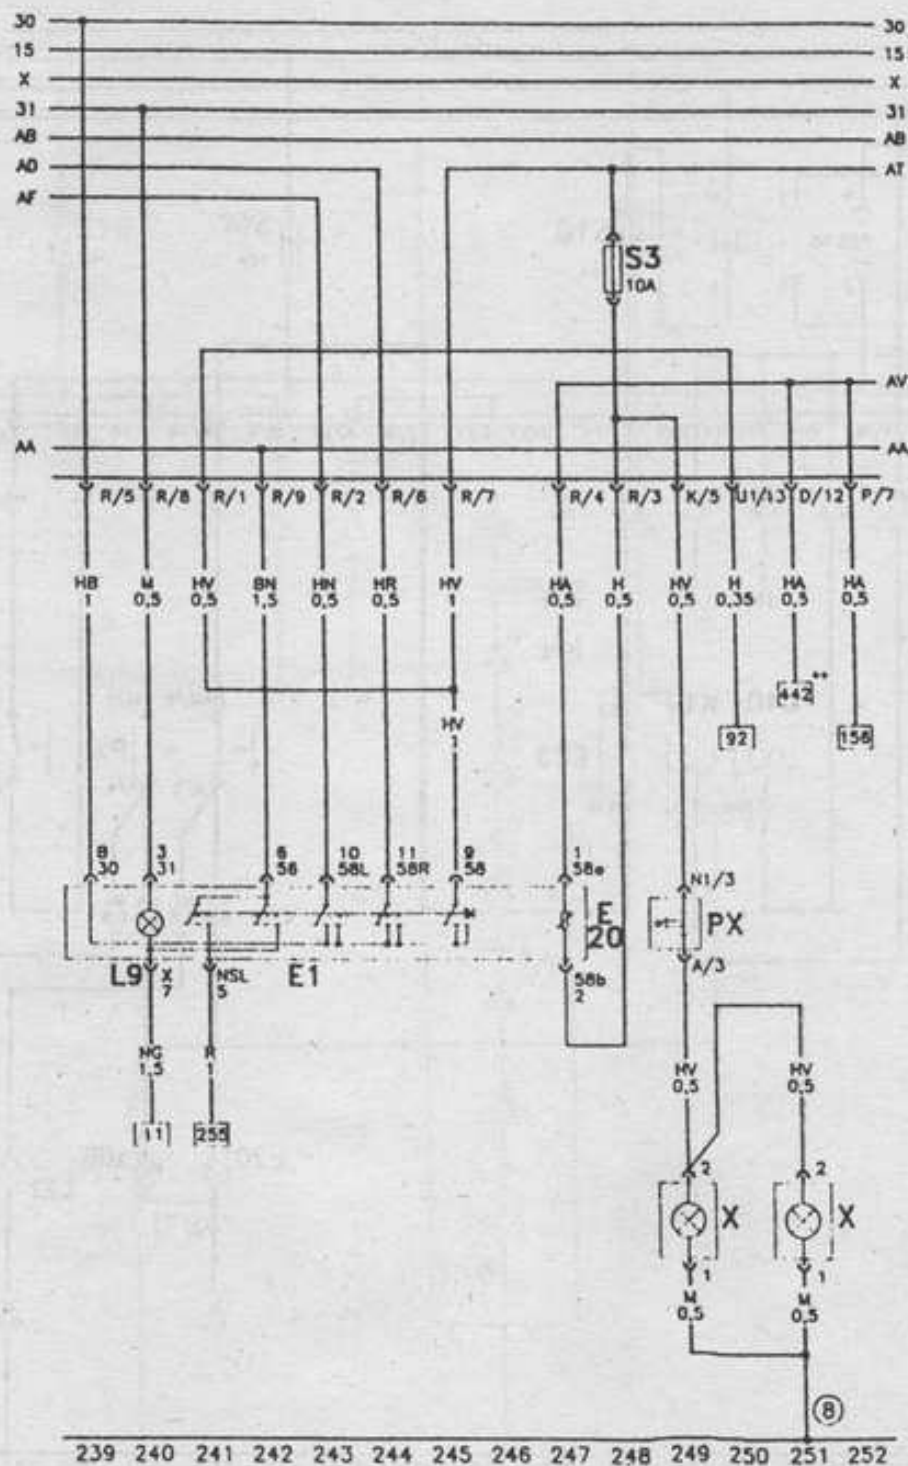 30 30
15 15
X X
31 31
AB AB
AD AT
AF
S3
10A
AV
AA AA
R/5 R/8 R/1 R/9 R/2 R/6 R/7 R/4 R/3 K/5 U1/13 D/12 P/7
HB M HV BN HN HR HV HA H HV H HA HA
1 0,5 0,5 1,5 0,5 0,5 1 0,5 0,5 0,5 0,35 0,5 0,5
442 **
HV
1
92 156
8 3 6 10 11 9 1
30 31 56 58L 58R 58 58e
N1/3
E
20
PX
A/3
L9 X NSL E1 58b
7 5 2
NG R HV HV
1,5 1 0,5 0,5
11 255
2 2
X X
1 1
M M
0,5 0,5
8
239 240 241 242 243 244 245 246 247 248 249 250 251 252